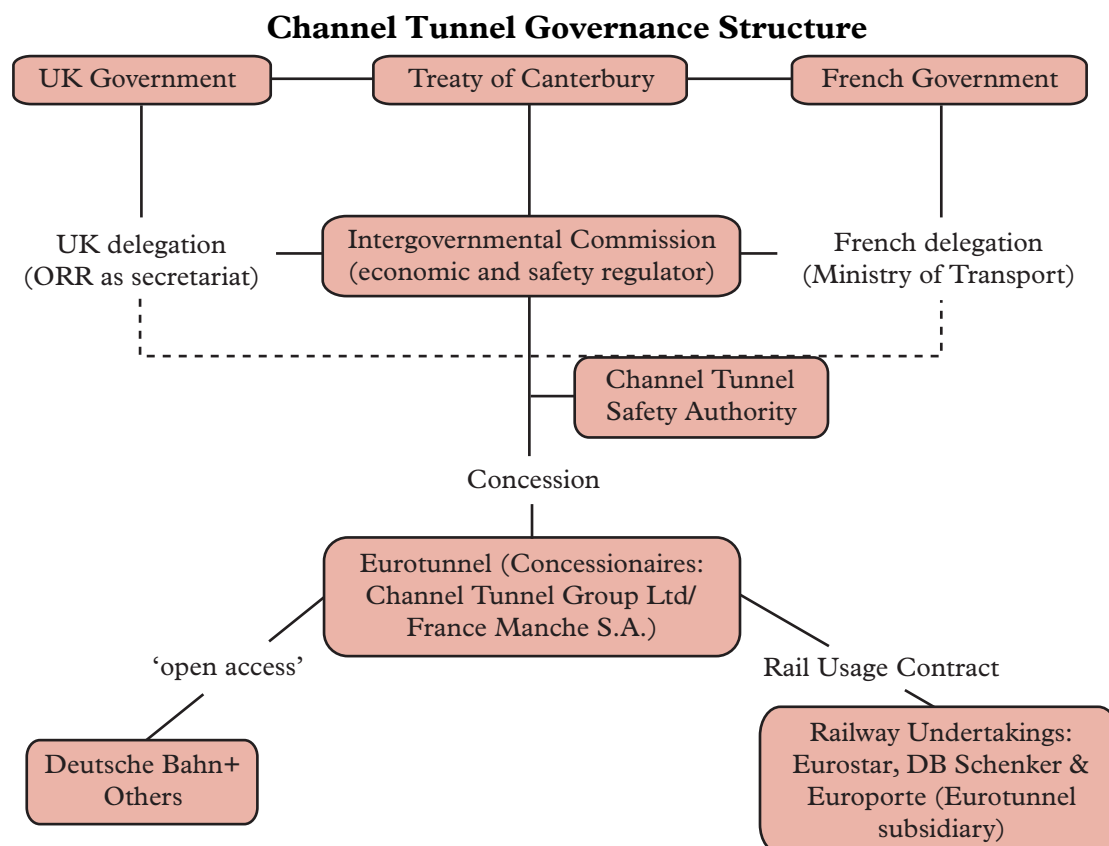 Channel Tunnel Governance Structure
UK Government
Treaty of Canterbury
French Government
UK delegation
(ORR as secretariat)
Intergovernmental Commission
(economic and safety regulator)
French delegation
(Ministry of Transport)
Channel Tunnel
Safety Authority
Concession
Eurotunnel (Concessionaires:
Channel Tunnel Group Ltd/
France Manche S.A.)
‘open access’
Rail Usage Contract
Deutsche Bahn+
Others
Railway Undertakings:
Eurostar, DB Schenker &
Europorte (Eurotunnel
subsidiary)